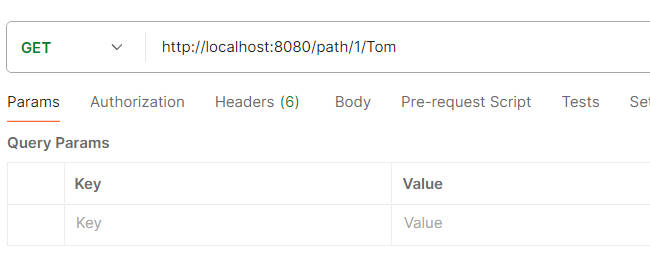 GET http://localhost:8080/path/1/Tom
Params Authorization Headers (6) Body Pre-request Script Tests Set
Query Params
Key Value
Key Value